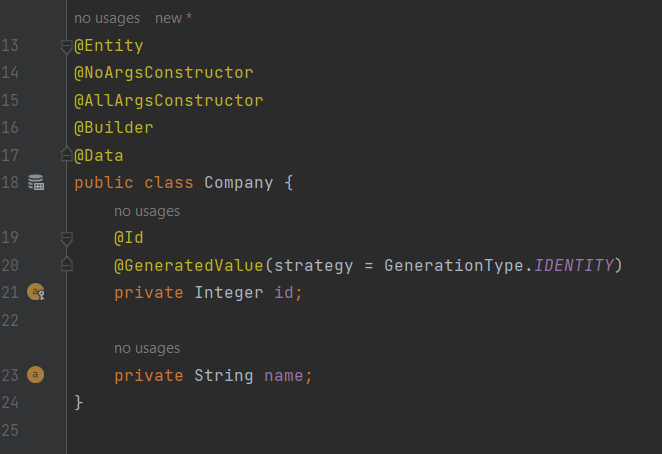 no usages new *
13 @Entity
14 @NoArgsConstructor
15 @AllArgsConstructor
16 @Builder
17 @Data
18 public class Company {
no usages
19 @Id
20 @GeneratedValue(strategy = GenerationType.IDENTITY)
21 a private Integer id;
22
no usages
23 a private String name;
24 }
25